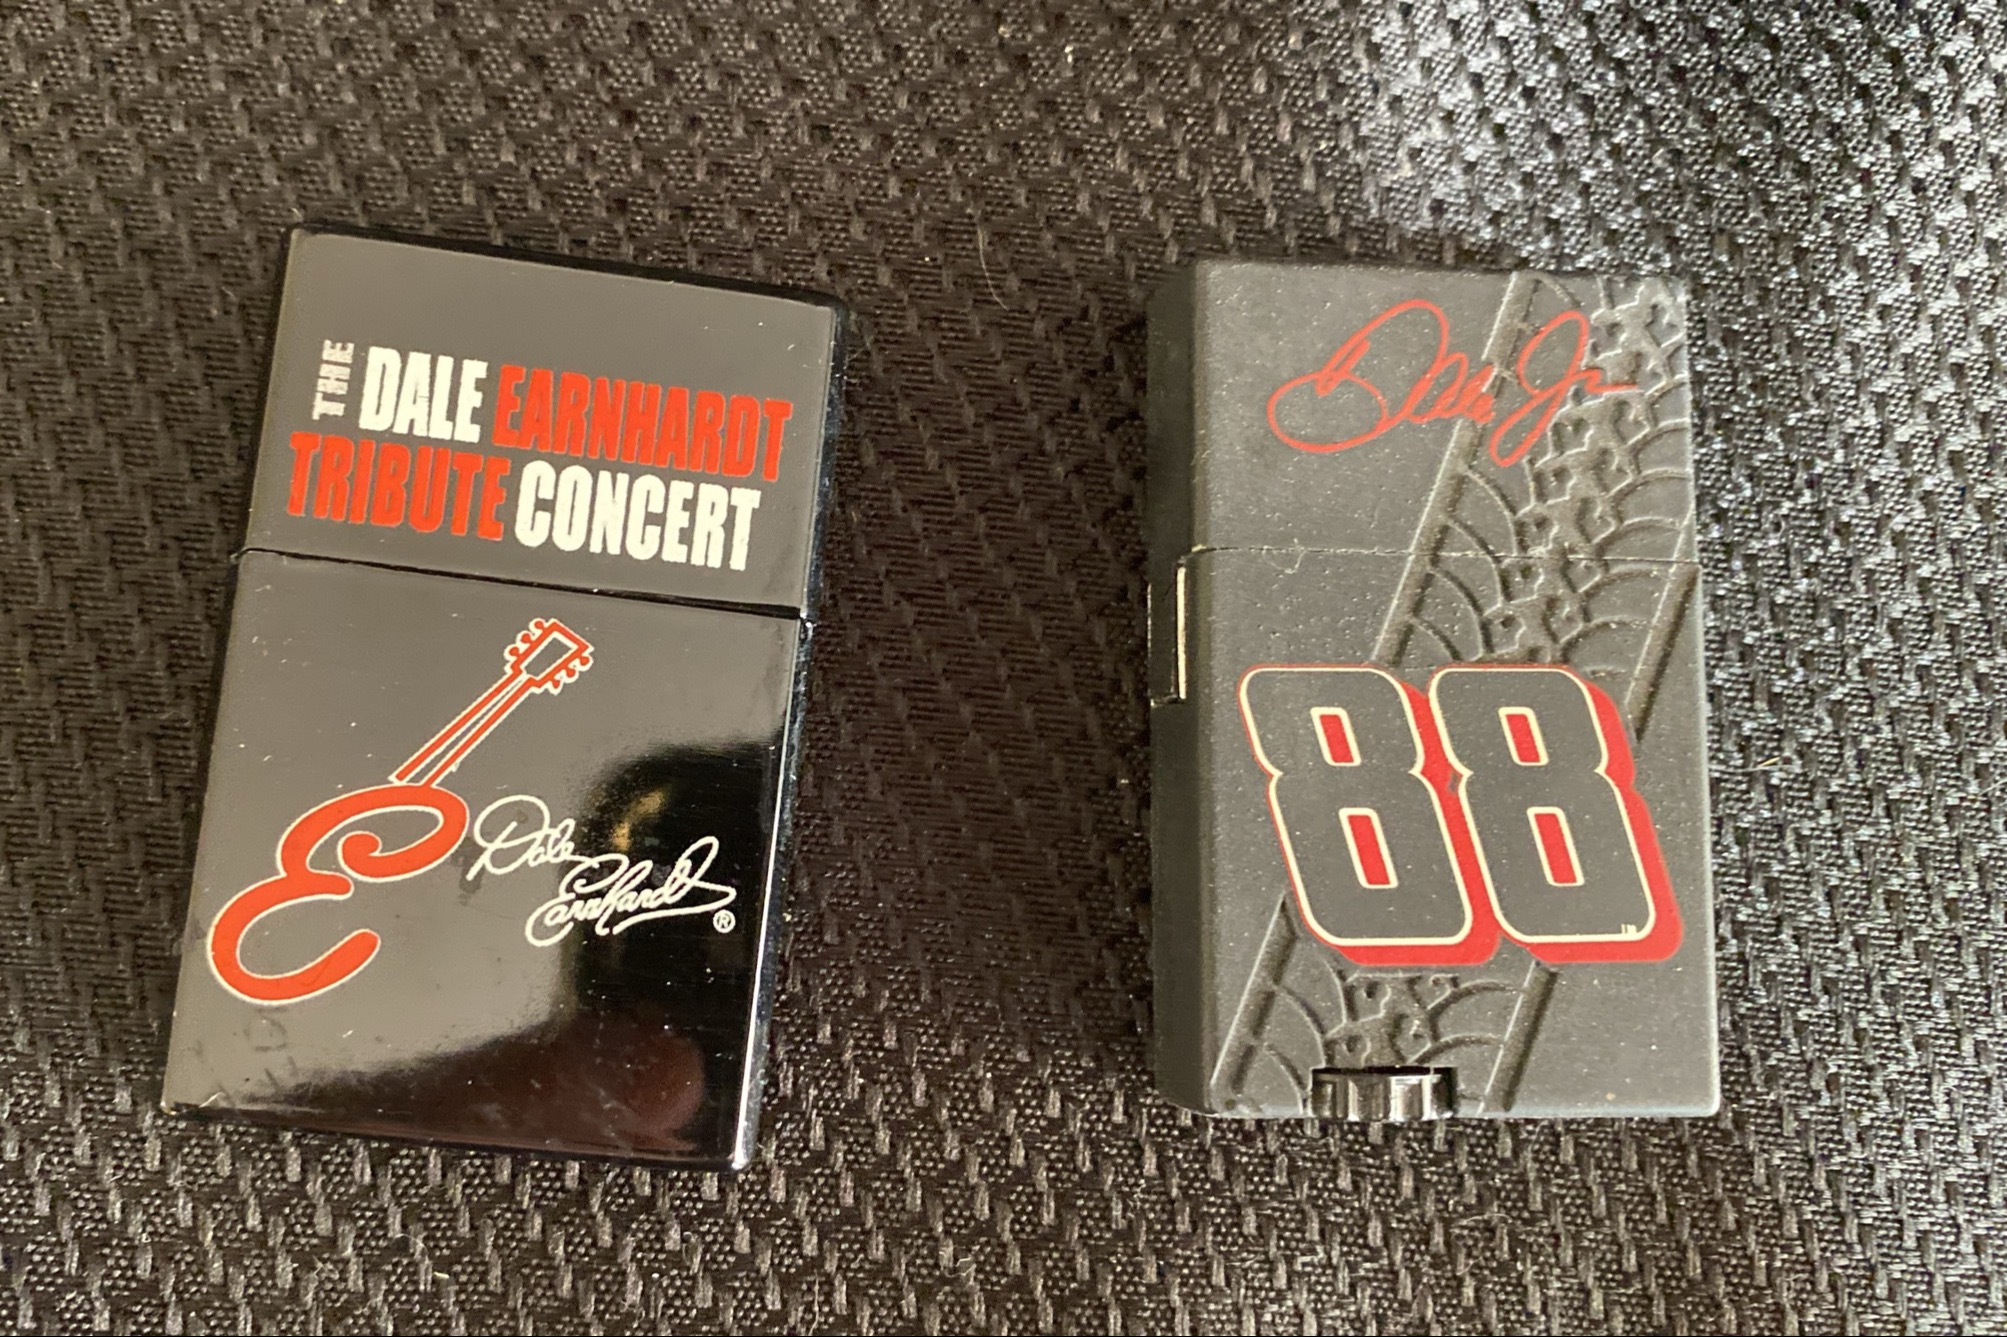 THE DALE EARNHARDT
TRIBUTE CONCERT
E
Dale
Earnhardt
®
Dale Jr
88